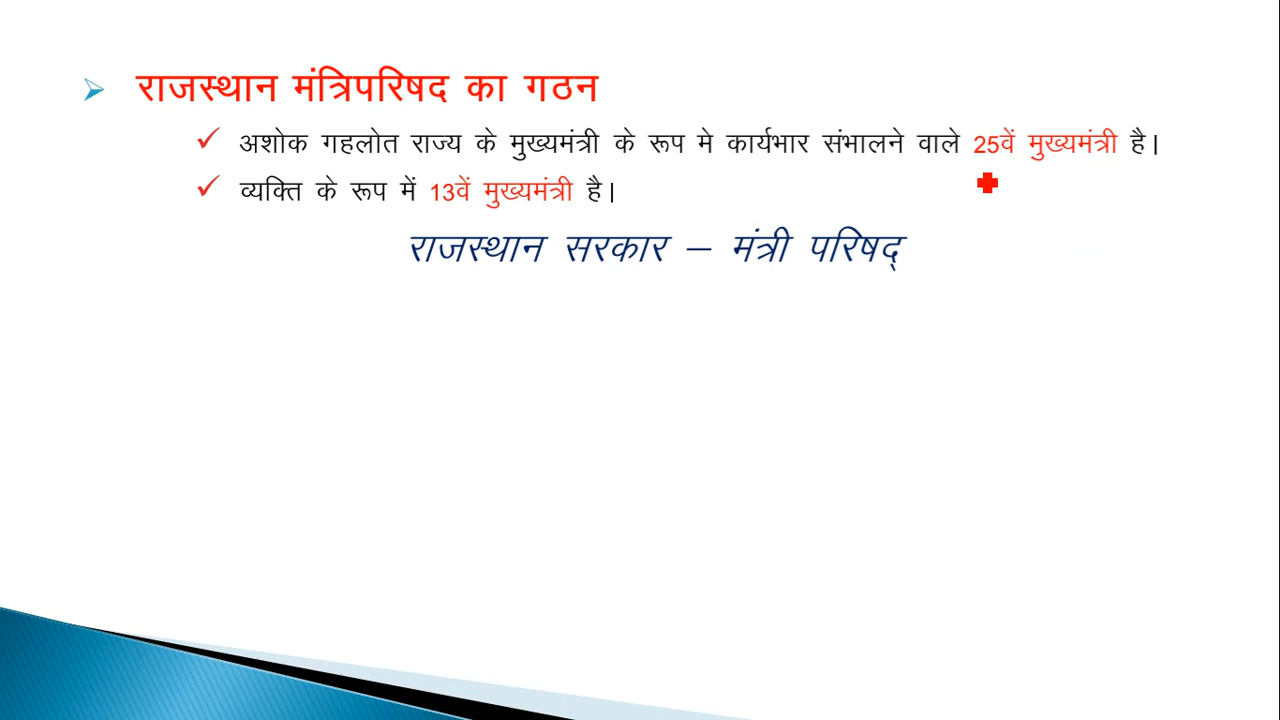 राजस्थान मंत्रिपरिषद का गठन
अशोक गहलोत राज्य के मुख्यमंत्री के रूप मे कार्यभार संभालने वाले 25वें मुख्यमंत्री है।
व्यक्ति के रूप में 13वें मुख्यमंत्री है।
राजस्थान सरकार – मंत्री परिषद्